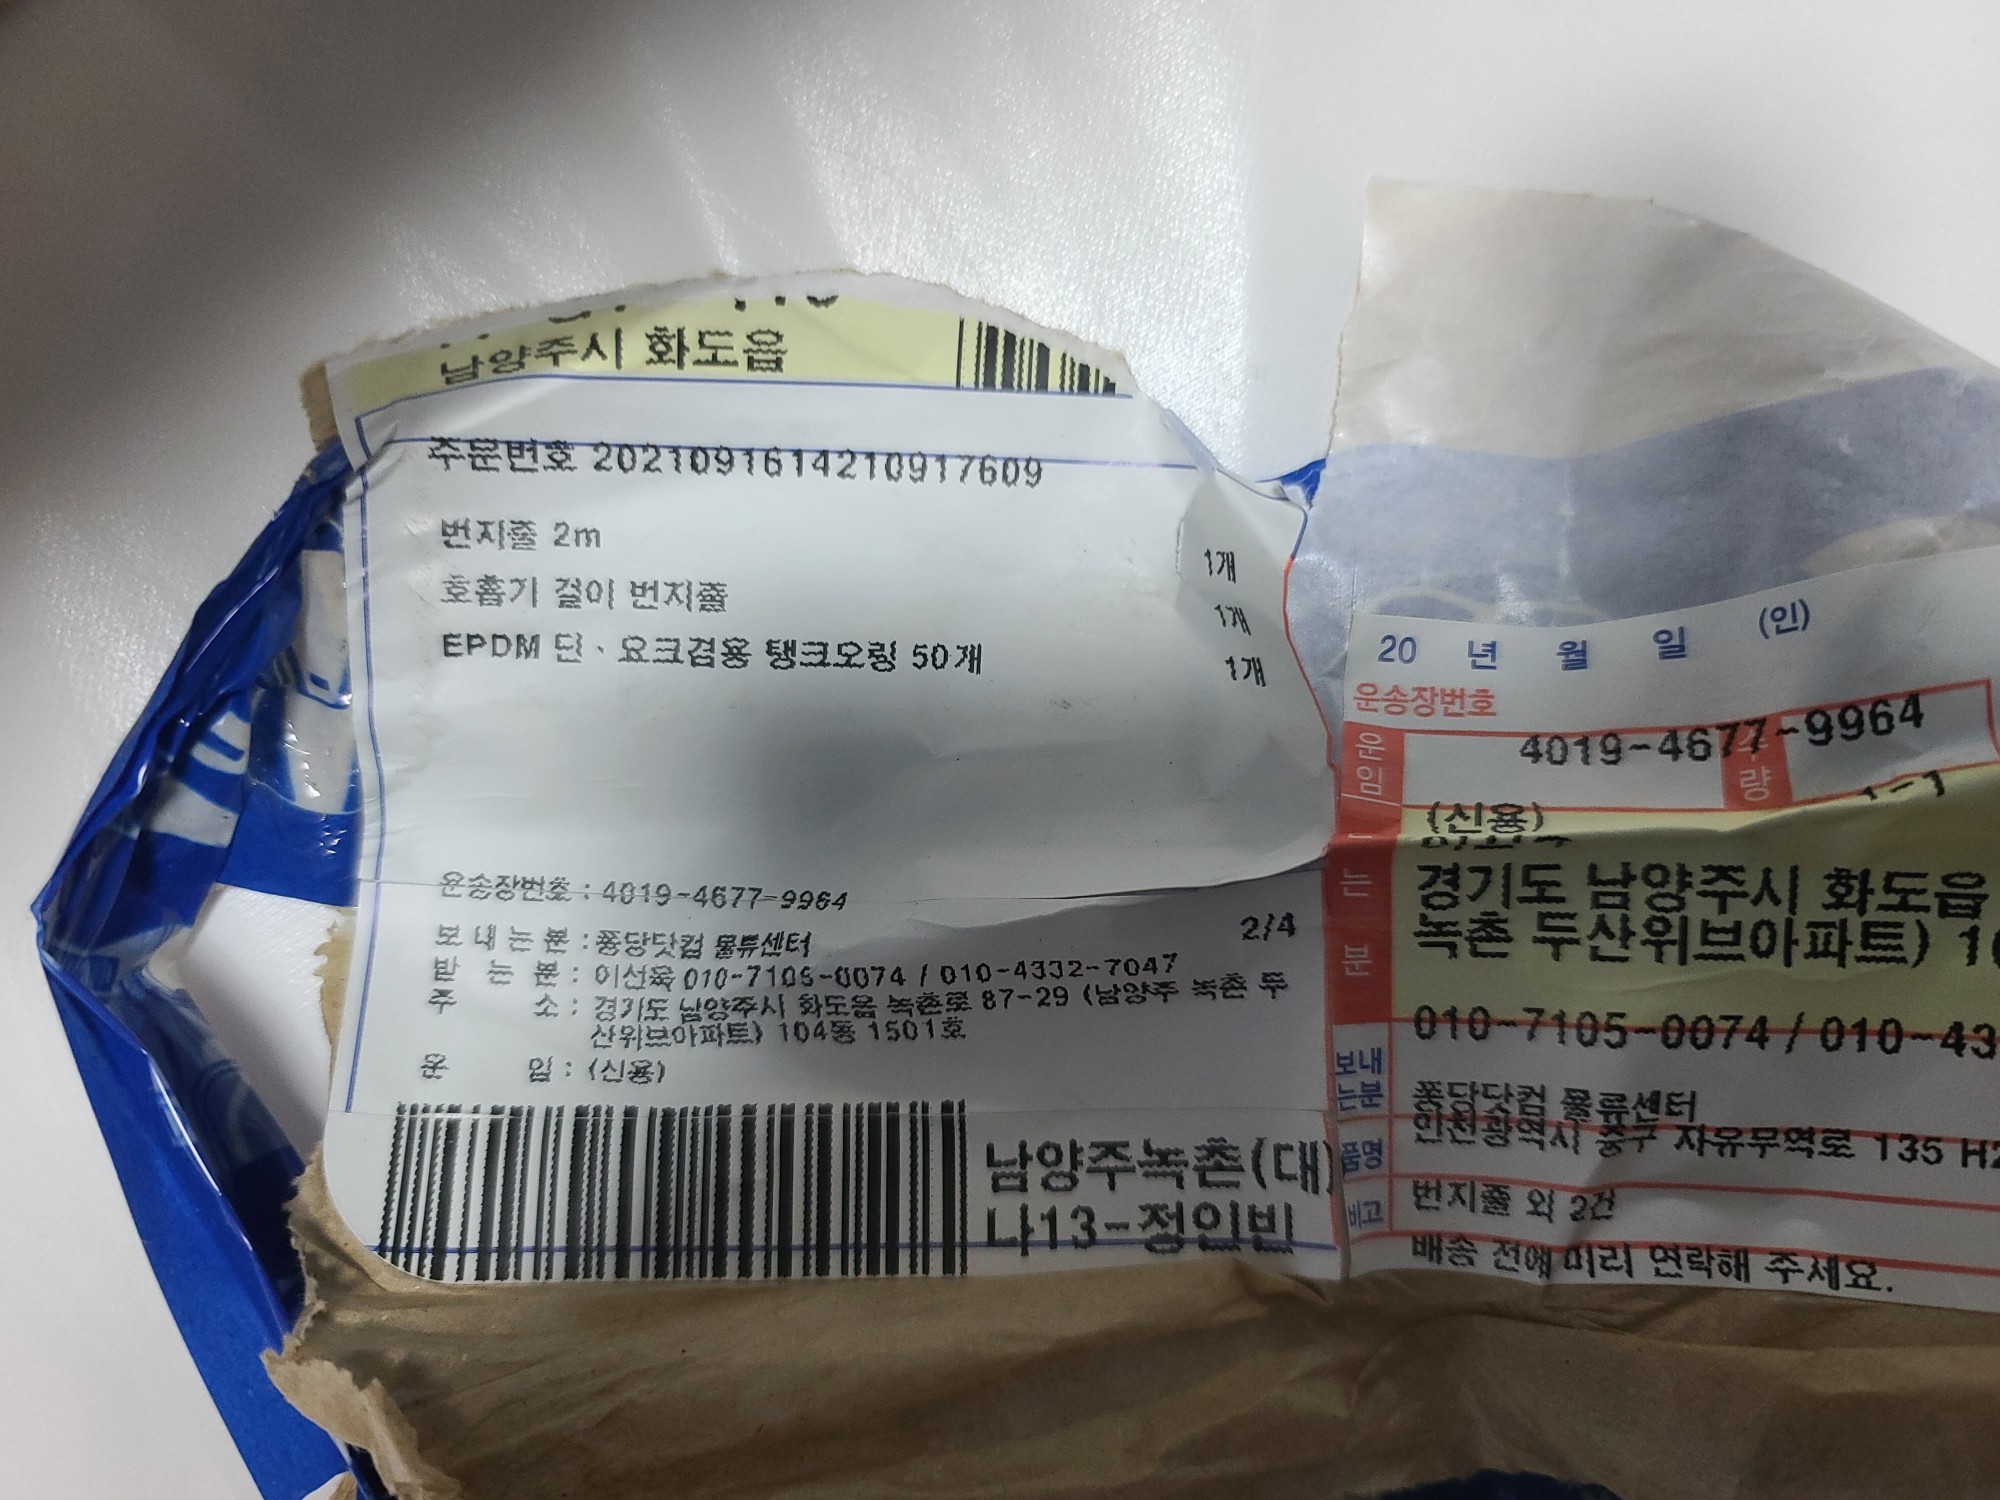 남양주시 화도읍
주문번호 2021091614210917609
번지줄 2m 1개
호흡기 걸이 번지줄 1개
EPDM 딘 · 요크겸용 탱크오링 50개 1개
운송장번호 : 4019-4677-9964
보내는분 : 퐁당닷컴 물류센터 2/4
받는분 : 이선욱 010-7105-0074 / 010-4332-7047
주소 : 경기도 남양주시 화도읍 녹촌로 87-29 (남양주 녹촌 두
산위브아파트) 104동 1501호
운임 : (신용)
남양주녹촌(대)
나13-정인빈
20 년 월 일 (인)
운송장번호
4019-4677-9964
운임
수량
1-1
(신용)
는분
경기도 남양주시 화도읍
녹촌 두산위브아파트)
010-7105-0074 / 010-43
보내는분
퐁당닷컴 물류센터
인천광역시 중구 자유무역로 135 H2
품명
번지줄 외 2건
비고
배송 전에 미리 연락해 주세요.